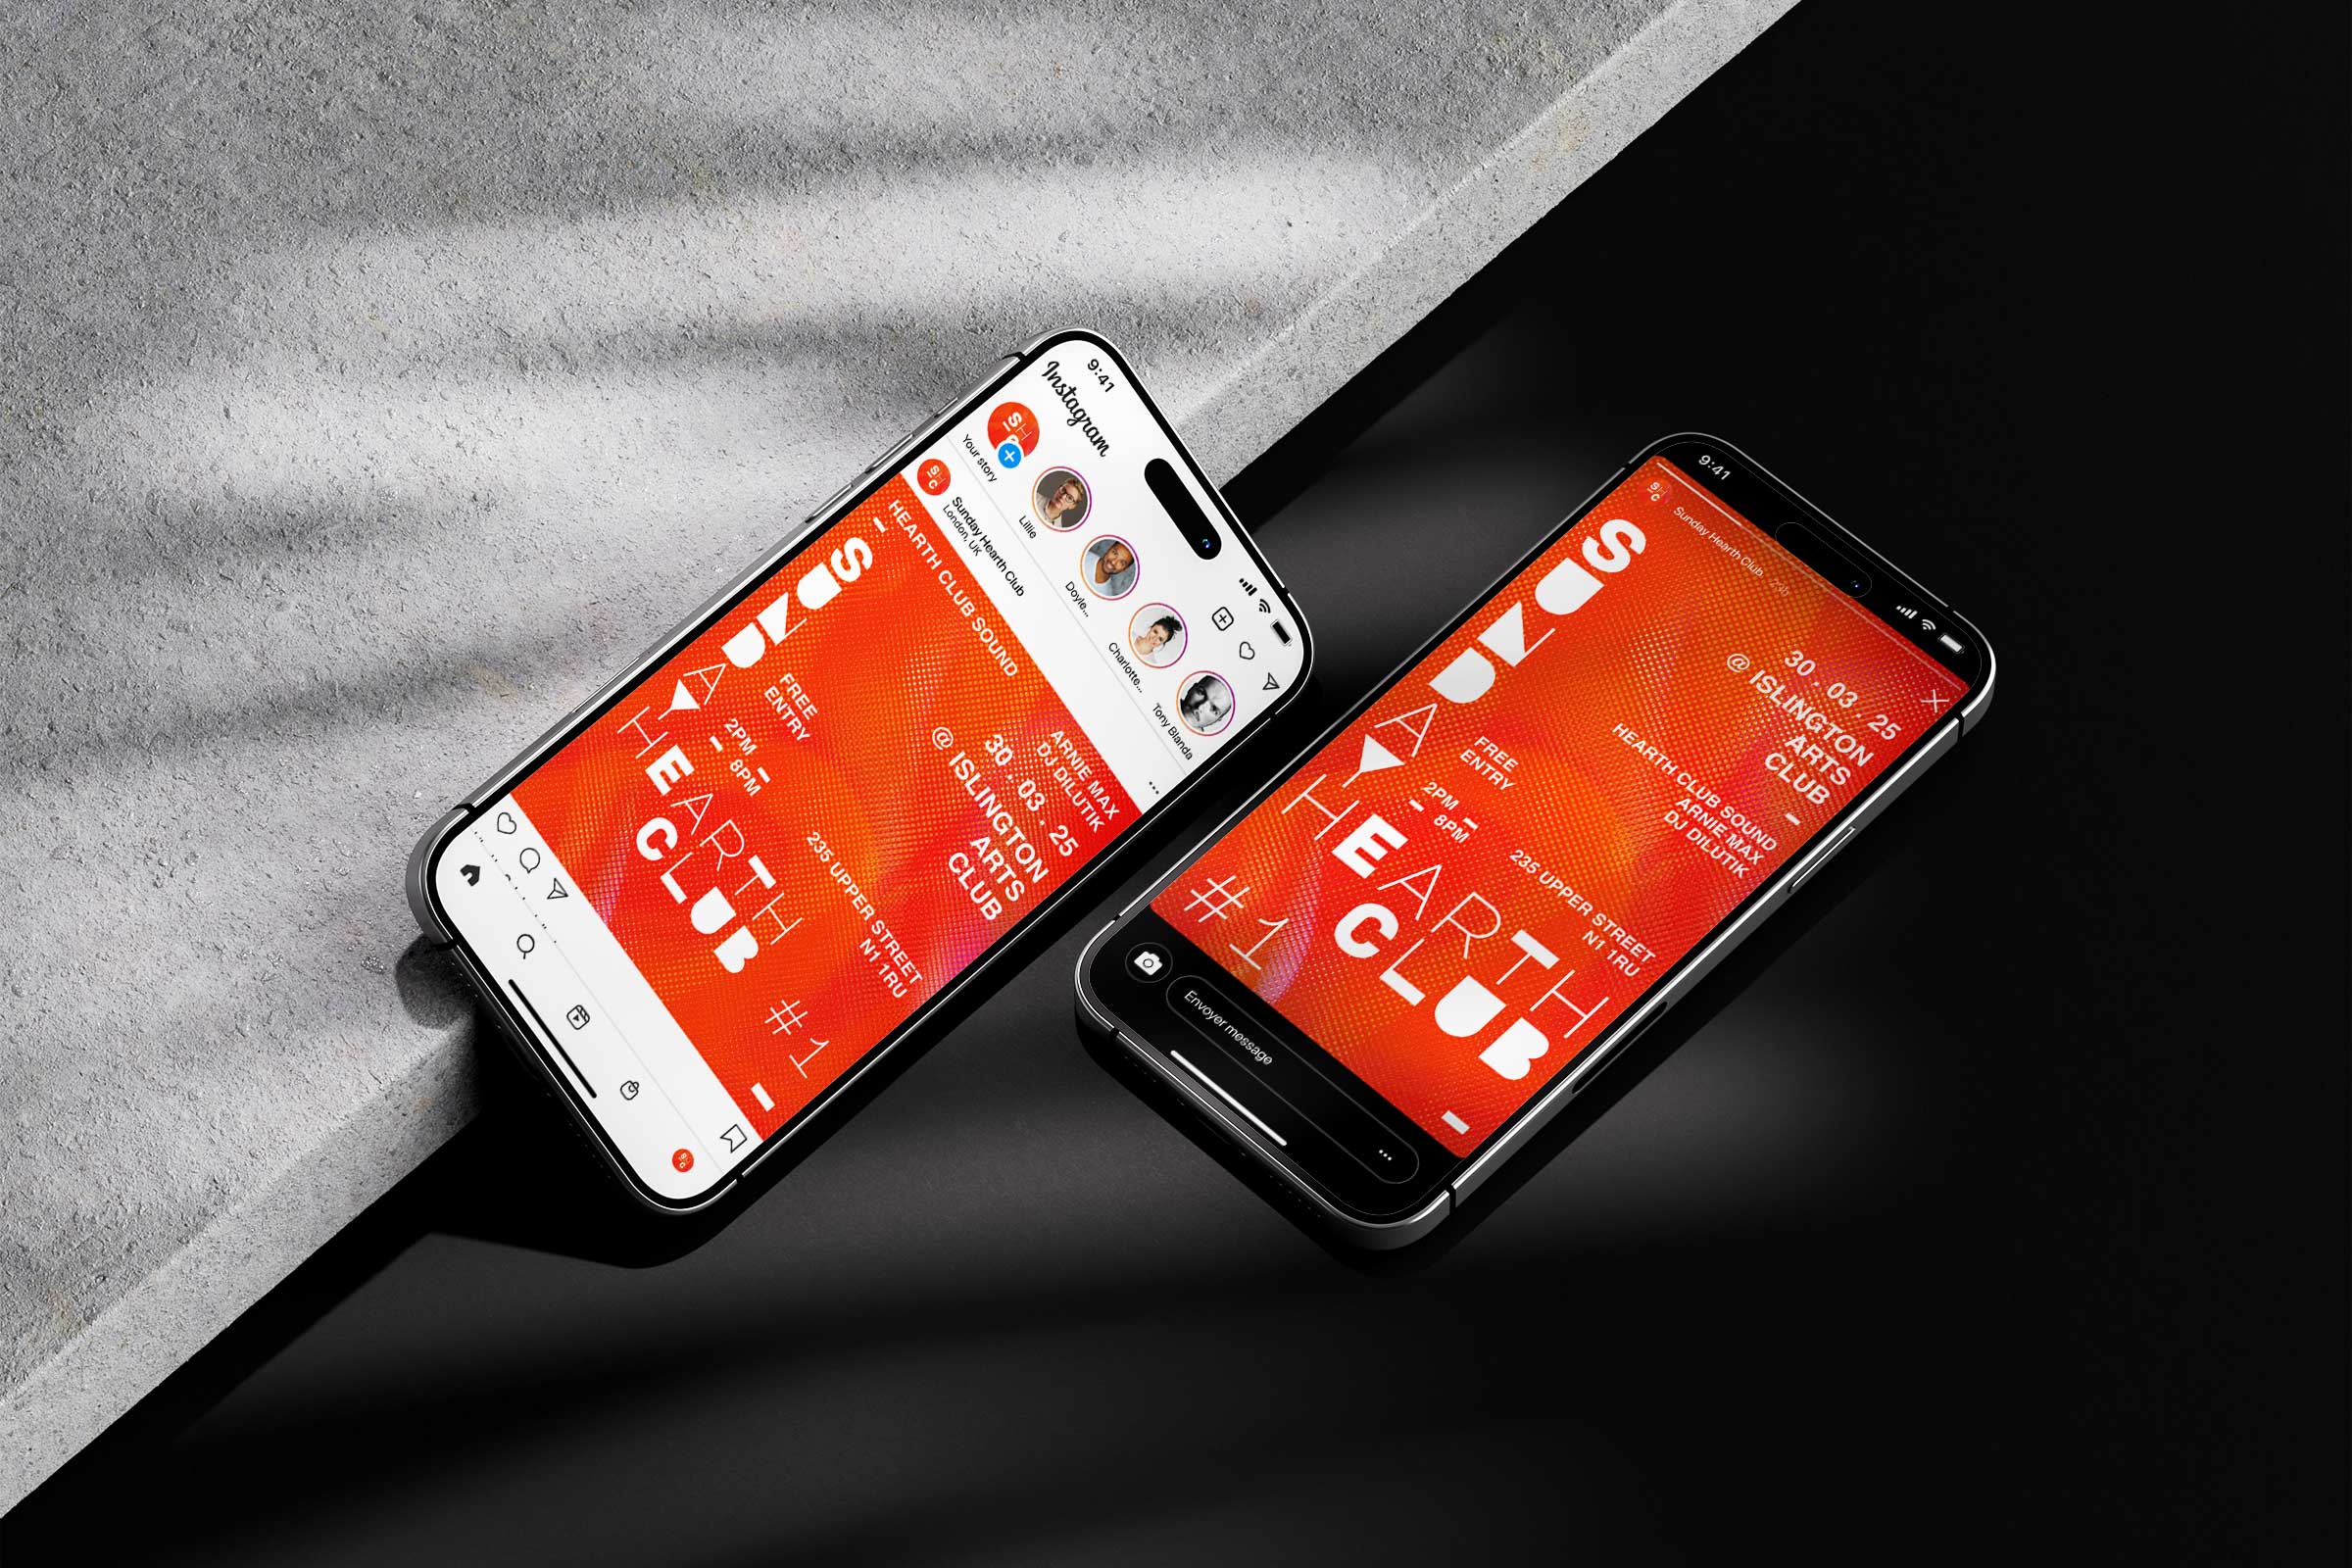 9:41
Instagram
Your story
Lillie
Doyle...
Charlotte...
Tony Blanda
Sunday Hearth Club
London, UK
HEARTH CLUB SOUND
ARNIE MAX
DJ DILUTIK
30 . 03 . 25
@ ISLINGTON
ARTS
CLUB
SUNDAY
FREE
ENTRY
2PM –
– 8PM
HEARTH
CLUB
235 UPPER STREET
N1 1RU
#1
9:41
SHC
Sunday Hearth Club
30 . 03 . 25
@ ISLINGTON
ARTS
CLUB
SUNDAY
HEARTH CLUB SOUND
ARNIE MAX
DJ DILUTIK
FREE
ENTRY
2PM –
– 8PM
HEARTH
CLUB
235 UPPER STREET
N1 1RU
#1
Envoyer message